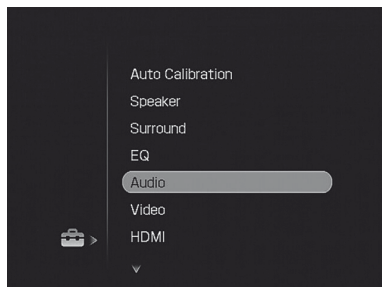 Auto Calibration
Speaker
Surround
EQ
Audio
Video
HDMI